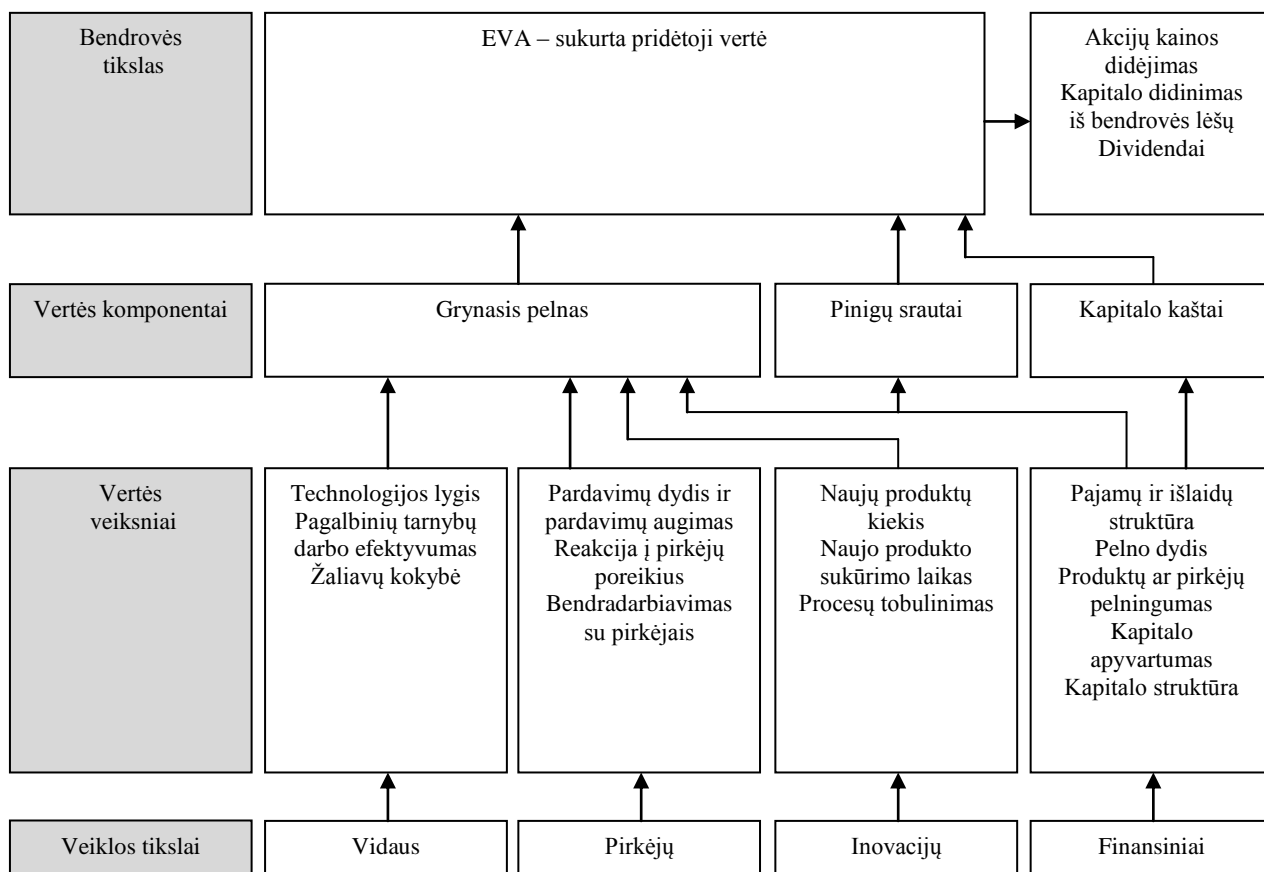 Bendrovės
tikslas
EVA – sukurta pridėtoji vertė
Akcijų kainos
didėjimas
Kapitalo didinimas
iš bendrovės lėšų
Dividendai
Vertės komponentai
Grynasis pelnas
Pinigų srautai
Kapitalo kaštai
Vertės
veiksniai
Technologijos lygis
Pagalbinių tarnybų
darbo efektyvumas
Žaliavų kokybė
Pardavimų dydis ir
pardavimų augimas
Reakcija į pirkėjų
poreikius
Bendradarbiavimas
su pirkėjais
Naujų produktų
kiekis
Naujo produkto
sukūrimo laikas
Procesų tobulinimas
Pajamų ir išlaidų
struktūra
Pelno dydis
Produktų ar pirkėjų
pelningumas
Kapitalo
apyvartumas
Kapitalo struktūra
Veiklos tikslai
Vidaus
Pirkėjų
Inovacijų
Finansiniai